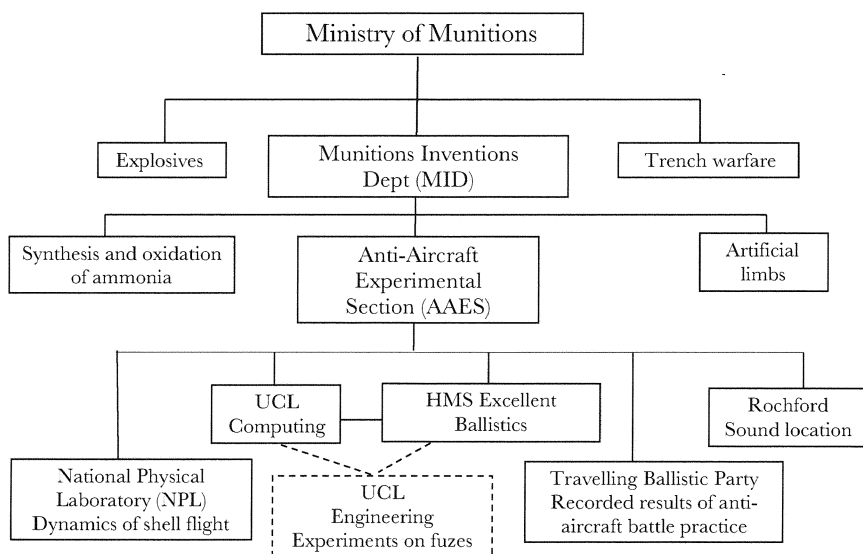 Ministry of Munitions
Explosives
Munitions Inventions
Dept (MID)
Trench warfare
Synthesis and oxidation
of ammonia
Anti-Aircraft
Experimental
Section (AAES)
Artificial
limbs
UCL
Computing
HMS Excellent
Ballistics
Rochford
Sound location
National Physical
Laboratory (NPL)
Dynamics of shell flight
UCL
Engineering
Experiments on fuzes
Travelling Ballistic Party
Recorded results of anti-
aircraft battle practice